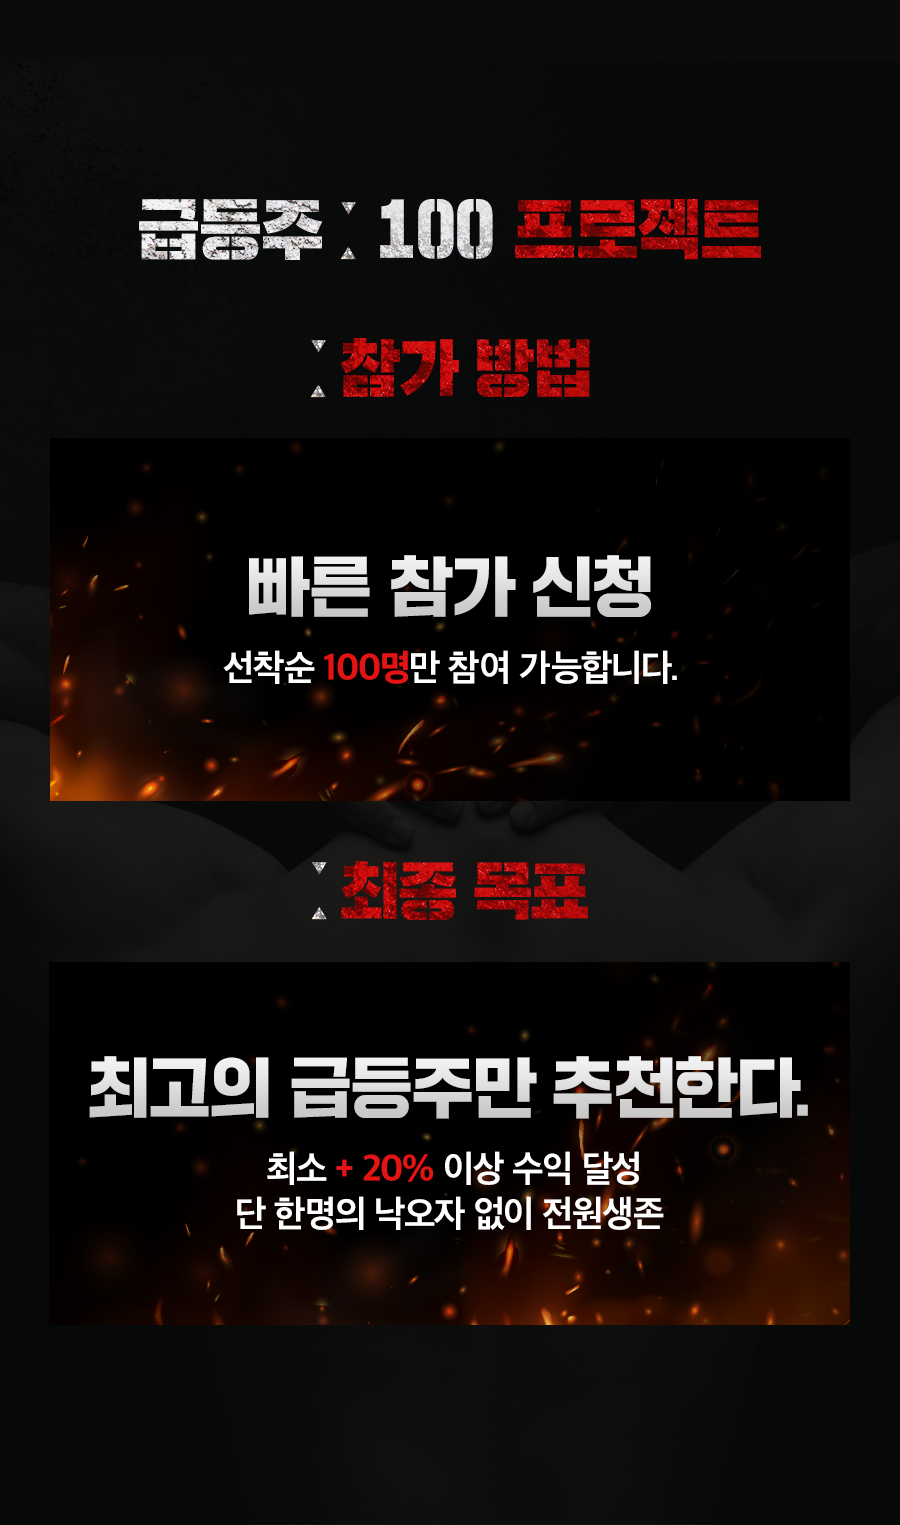 급등주 : 100 프로젝트
: 참가 방법
빠른 참가 신청
선착순 100명만 참여 가능합니다.
: 최종 목표
최고의 급등주만 추천한다.
최소 + 20% 이상 수익 달성
단 한명의 낙오자 없이 전원생존